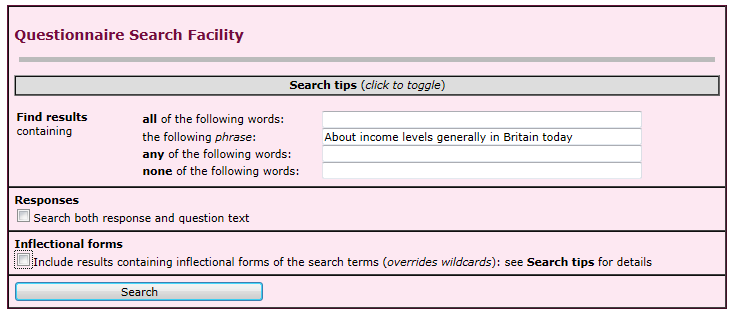 Questionnaire Search Facility
Search tips (click to toggle)
Find results all of the following words:
containing the following phrase: About income levels generally in Britain today
any of the following words:
none of the following words:
Responses
Search both response and question text
Inflectional forms
Include results containing inflectional forms of the search terms (overrides wildcards): see Search tips for details
Search